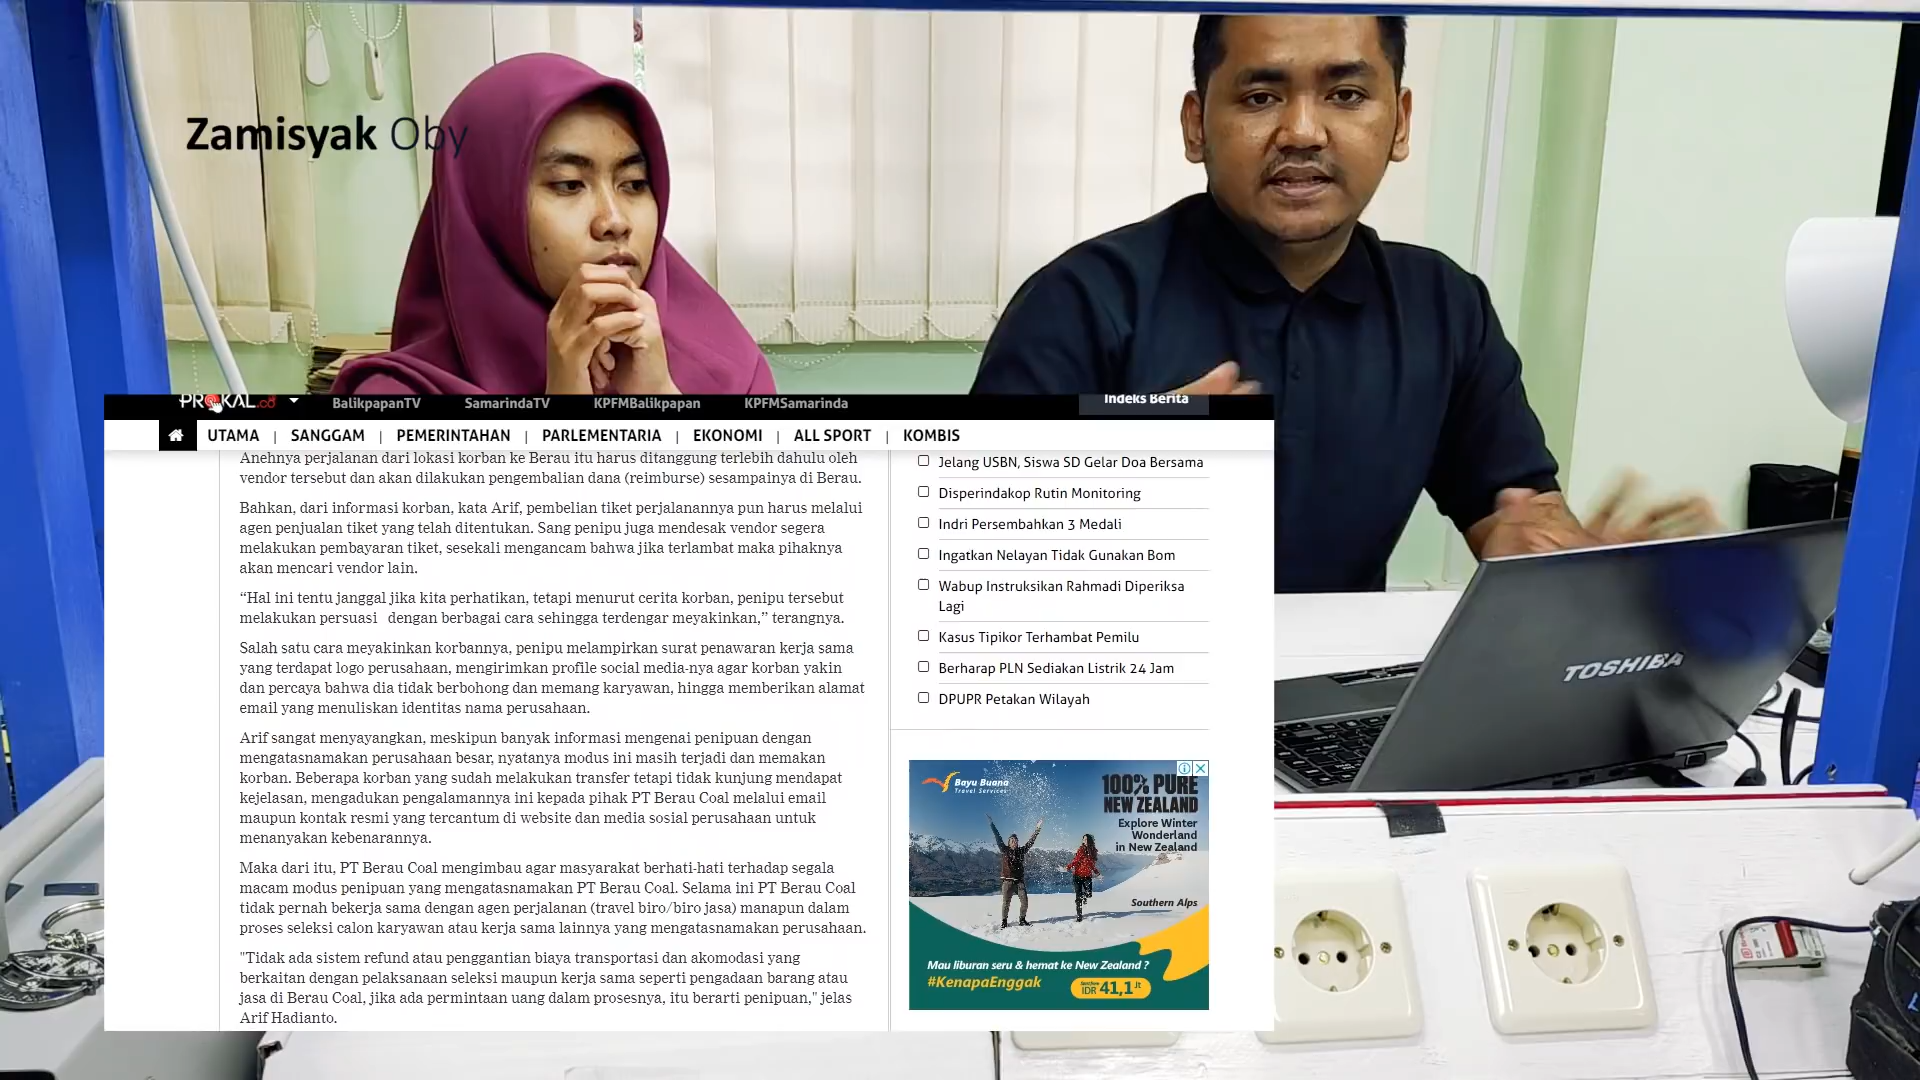 Zamisyak Oby
PROKAL.co
BalikpapanTV
SamarindaTV
KPFMBalikpapan
KPFMSamarinda
Indeks Berita
UTAMA | SANGGAM | PEMERINTAHAN | PARLEMENTARIA | EKONOMI | ALL SPORT | KOMBIS
Anehnya perjalanan dari lokasi korban ke Berau itu harus ditanggung terlebih dahulu oleh
vendor tersebut dan akan dilakukan pengembalian dana (reimburse) sesampainya di Berau.
Bahkan, dari informasi korban, kata Arif, pembelian tiket perjalanannya pun harus melalui
agen penjualan tiket yang telah ditentukan. Sang penipu juga mendesak vendor segera
melakukan pembayaran tiket, sesekali mengancam bahwa jika terlambat maka pihaknya
akan mencari vendor lain.
“Hal ini tentu janggal jika kita perhatikan, tetapi menurut cerita korban, penipu tersebut
melakukan persuasi dengan berbagai cara sehingga terdengar meyakinkan,” terangnya.
Salah satu cara meyakinkan korbannya, penipu melampirkan surat penawaran kerja sama
yang terdapat logo perusahaan, mengirimkan profile social media-nya agar korban yakin
dan percaya bahwa dia tidak berbohong dan memang karyawan, hingga memberikan alamat
email yang menuliskan identitas nama perusahaan.
Arif sangat menyayangkan, meskipun banyak informasi mengenai penipuan dengan
mengatasnamakan perusahaan besar, nyatanya modus ini masih terjadi dan memakan
korban. Beberapa korban yang sudah melakukan transfer tetapi tidak kunjung mendapat
kejelasan, mengadukan pengalamannya ini kepada pihak PT Berau Coal melalui email
maupun kontak resmi yang tercantum di website dan media sosial perusahaan untuk
menanyakan kebenarannya.
Maka dari itu, PT Berau Coal mengimbau agar masyarakat berhati-hati terhadap segala
macam modus penipuan yang mengatasnamakan PT Berau Coal. Selama ini PT Berau Coal
tidak pernah bekerja sama dengan agen perjalanan (travel biro/biro jasa) manapun dalam
proses seleksi calon karyawan atau kerja sama lainnya yang mengatasnamakan perusahaan.
"Tidak ada sistem refund atau penggantian biaya transportasi dan akomodasi yang
berkaitan dengan pelaksanaan seleksi maupun kerja sama seperti pengadaan barang atau
jasa di Berau Coal, jika ada permintaan uang dalam prosesnya, itu berarti penipuan," jelas
Arif Hadianto.
Jelang USBN, Siswa SD Gelar Doa Bersama
Disperindakop Rutin Monitoring
Indri Persembahkan 3 Medali
Ingatkan Nelayan Tidak Gunakan Bom
Wabup Instruksikan Rahmadi Diperiksa
Lagi
Kasus Tipikor Terhambat Pemilu
Berharap PLN Sediakan Listrik 24 Jam
DPUPR Petakan Wilayah
Bayu Buana
Travel Services
100% PURE
NEW ZEALAND
Explore Winter
Wonderland
in New Zealand
Southern Alps
Mau liburan seru & hemat ke New Zealand ?
#KenapaEnggak
IDR 41,1 jt
TOSHIBA